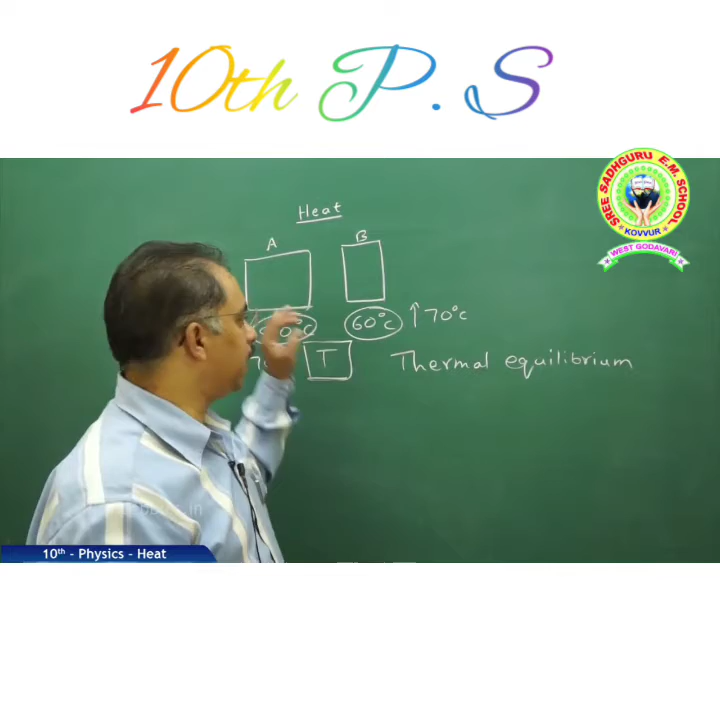 10th P.S
SREE SADHGURU E.M. SCHOOL
KOVVUR
WEST GODAVARI
Heat
A B
60°c ↑70°c
T Thermal equilibrium
10th - Physics - Heat